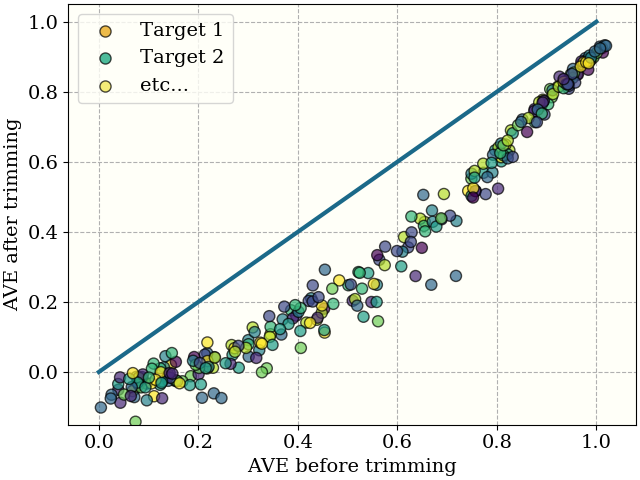 Target 1
Target 2
etc...
AVE after trimming
1.0
0.8
0.6
0.4
0.2
0.0
0.0 0.2 0.4 0.6 0.8 1.0
AVE before trimming